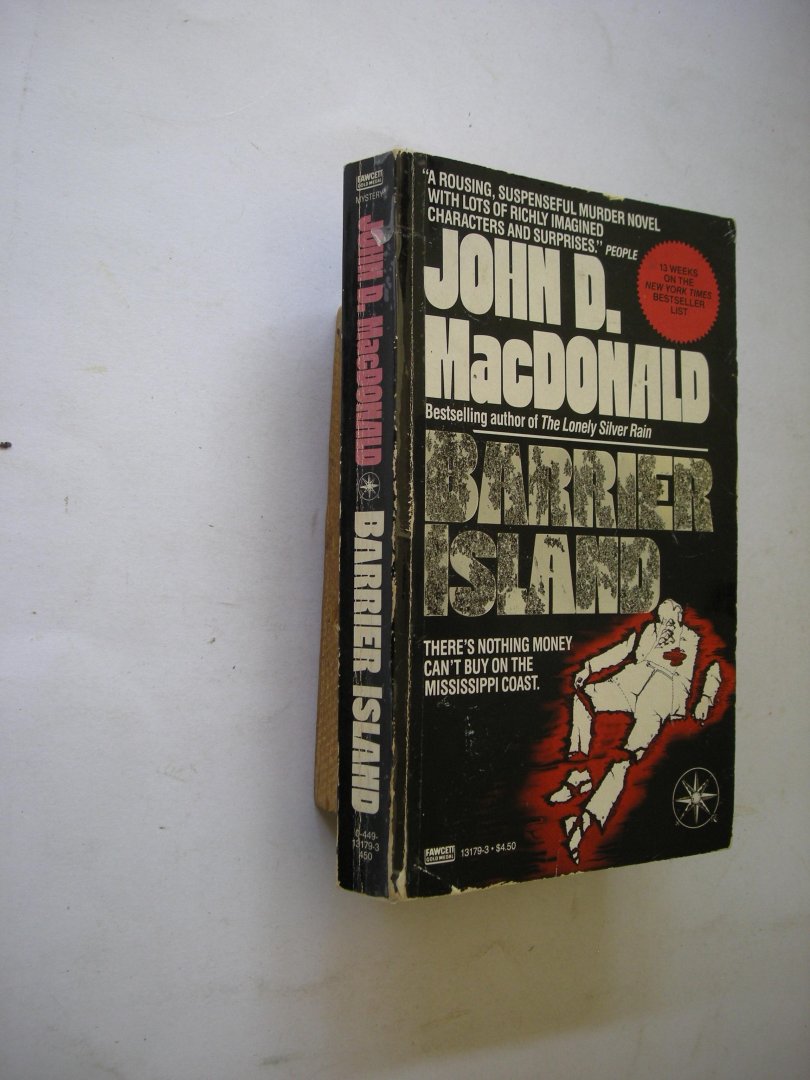 FAWCETT
GOLD MEDAL
MYSTERY
JOHN D. MacDONALD
BARRIER ISLAND
0-449-
13179-3
450
"A ROUSING, SUSPENSEFUL MURDER NOVEL
WITH LOTS OF RICHLY IMAGINED
CHARACTERS AND SURPRISES." PEOPLE
13 WEEKS
ON THE
NEW YORK TIMES
BESTSELLER
LIST
JOHN D.
MacDONALD
Bestselling author of The Lonely Silver Rain
BARRIER
ISLAND
THERE'S NOTHING MONEY
CAN'T BUY ON THE
MISSISSIPPI COAST.
FAWCETT
GOLD MEDAL
13179-3 • $4.50